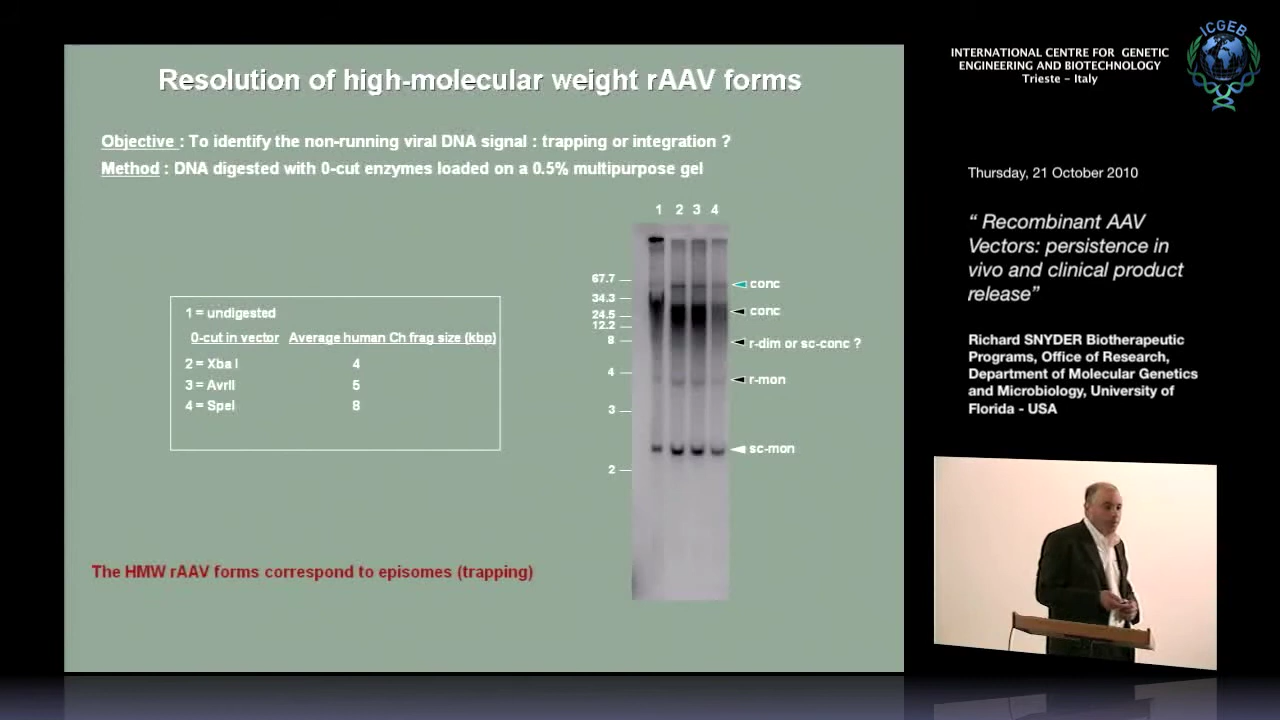 Resolution of high-molecular weight rAAV forms
Objective : To identify the non-running viral DNA signal : trapping or integration ?
Method : DNA digested with 0-cut enzymes loaded on a 0.5% multipurpose gel
1 2 3 4
67.7
34.3
24.5
12.2
8
4
3
2
conc
conc
r-dim or sc-conc ?
r-mon
sc-mon
1 = undigested
0-cut in vector Average human Ch frag size (kbp)
2 = Xba I 4
3 = AvrII 5
4 = SpeI 8
The HMW rAAV forms correspond to episomes (trapping)
INTERNATIONAL CENTRE FOR GENETIC
ENGINEERING AND BIOTECHNOLOGY
Trieste - Italy
ICGEB
Thursday, 21 October 2010
“ Recombinant AAV
Vectors: persistence in
vivo and clinical product
release”
Richard SNYDER Biotherapeutic
Programs, Office of Research,
Department of Molecular Genetics
and Microbiology, University of
Florida - USA